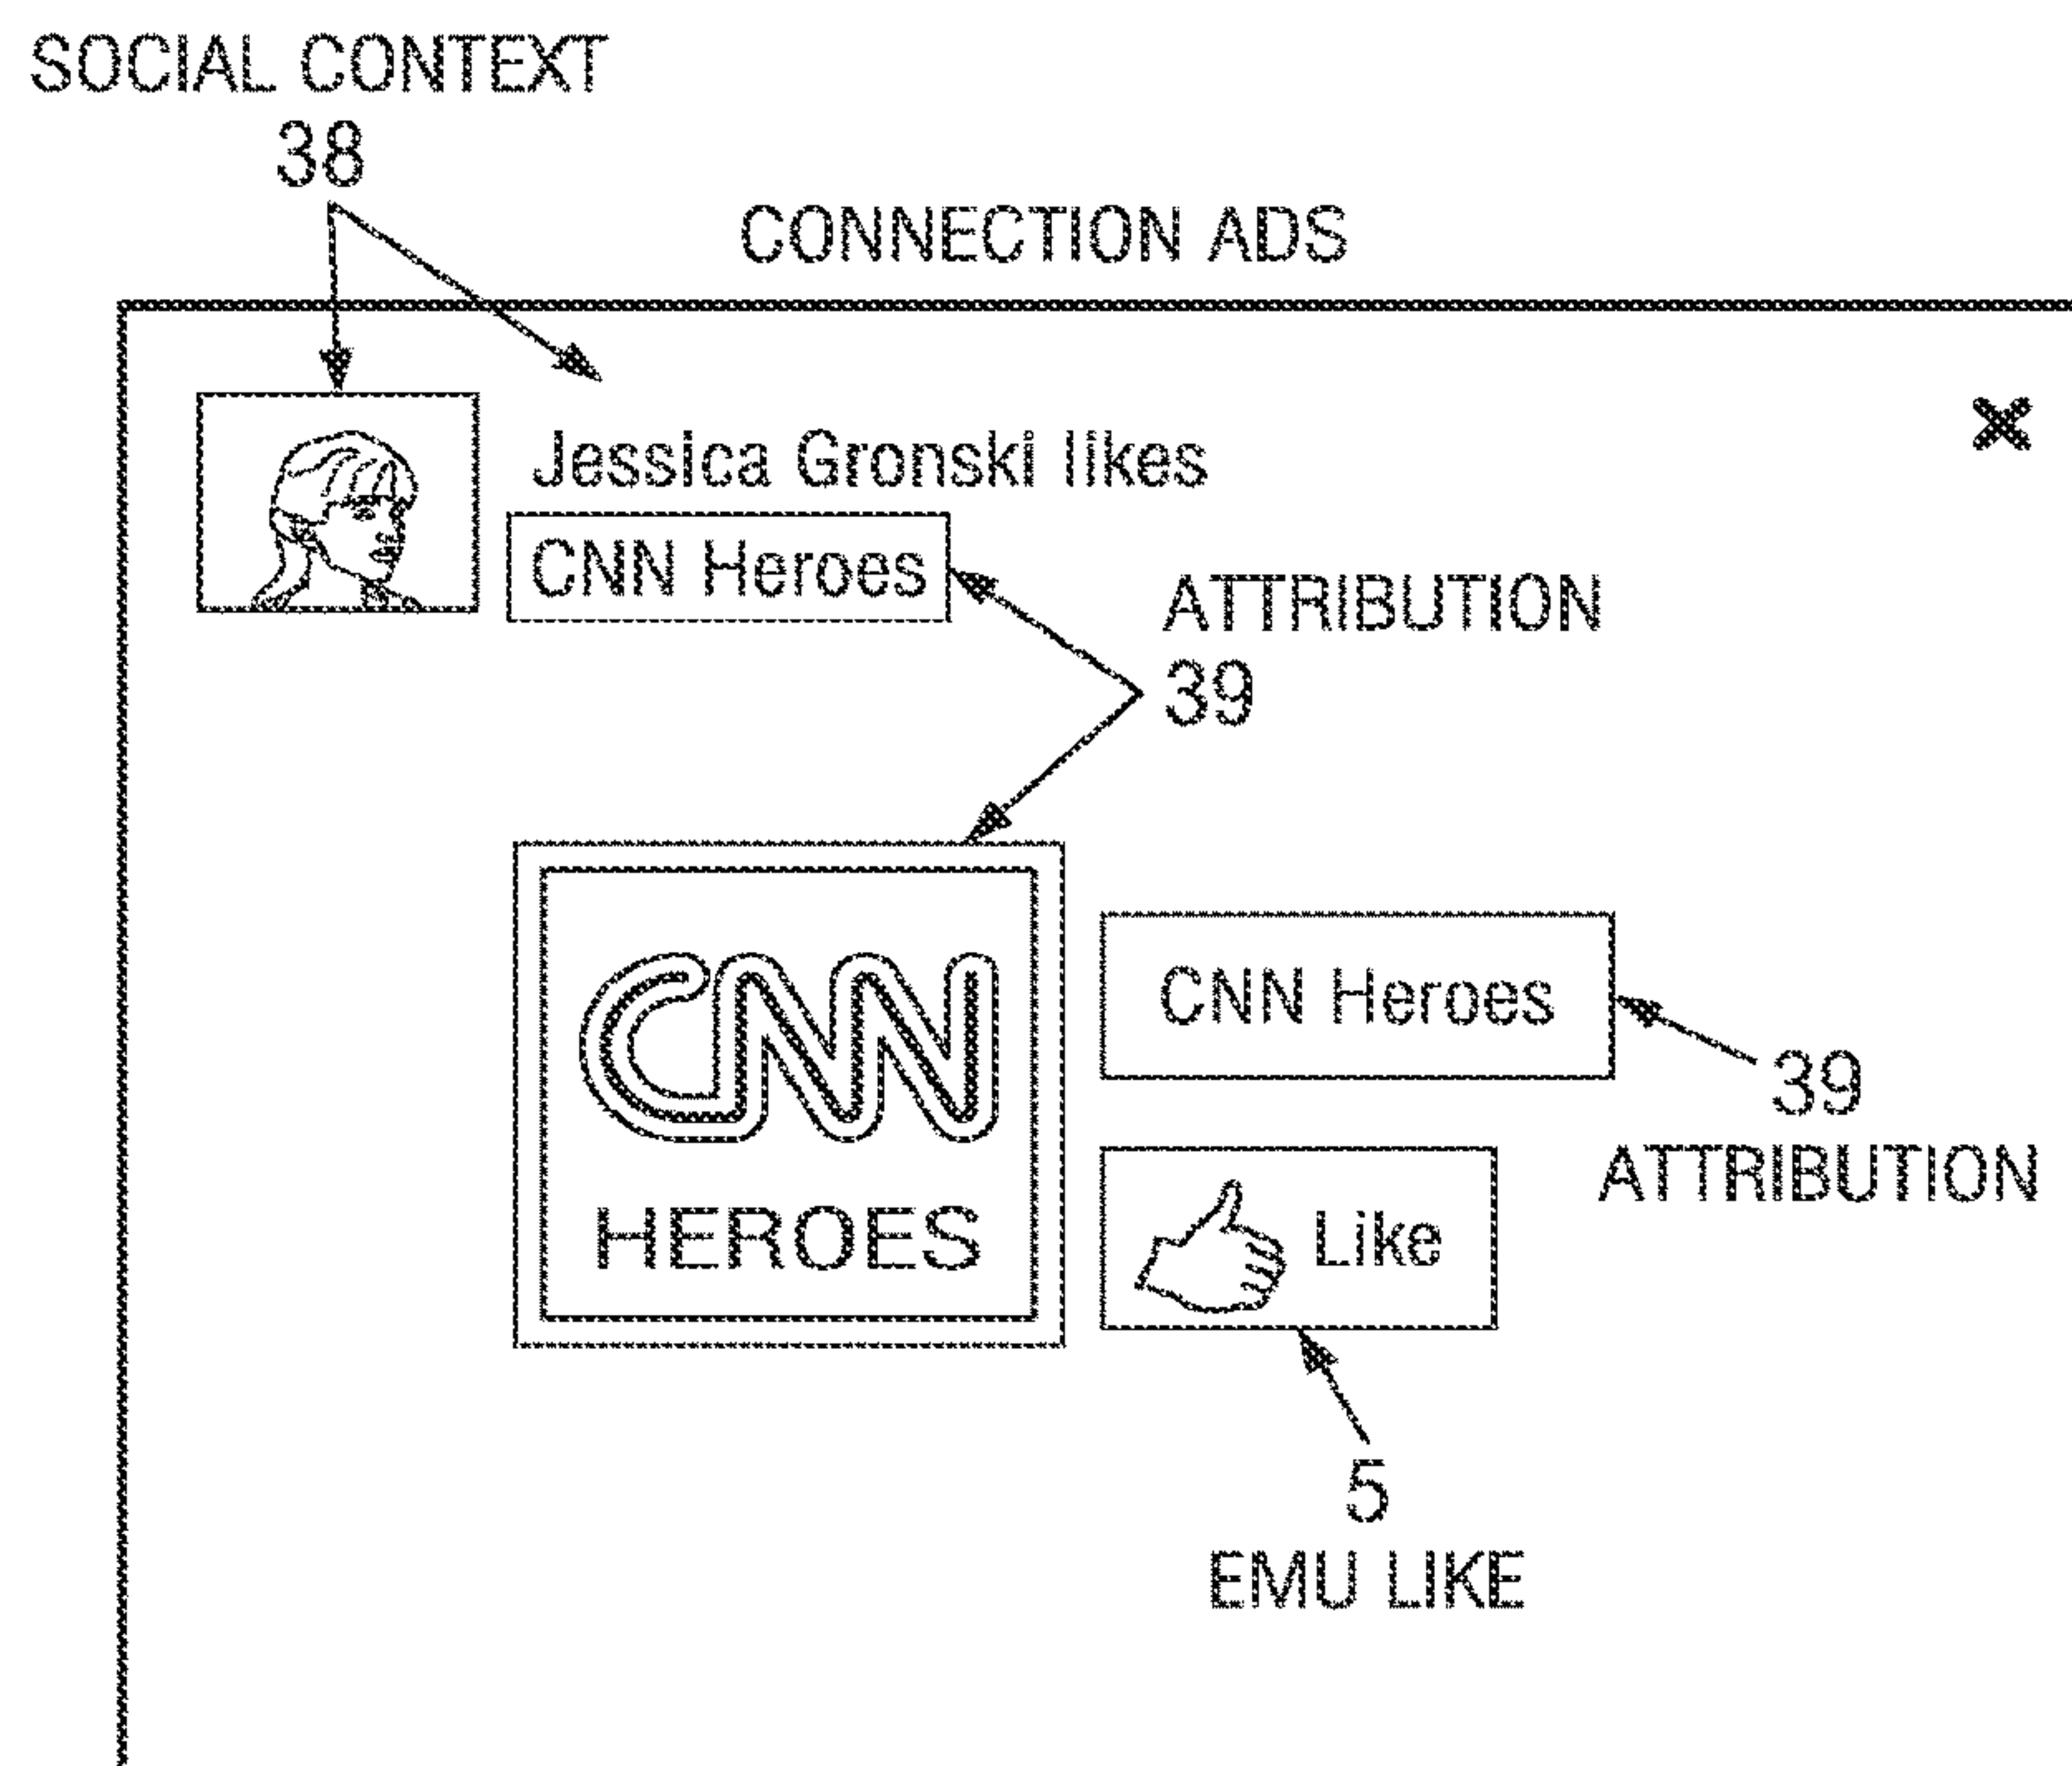 SOCIAL CONTEXT
38
CONNECTION ADS
Jessica Gronski likes
CNN Heroes
ATTRIBUTION
39
CNN
HEROES
CNN Heroes
39
ATTRIBUTION
Like
5
EMU LIKE